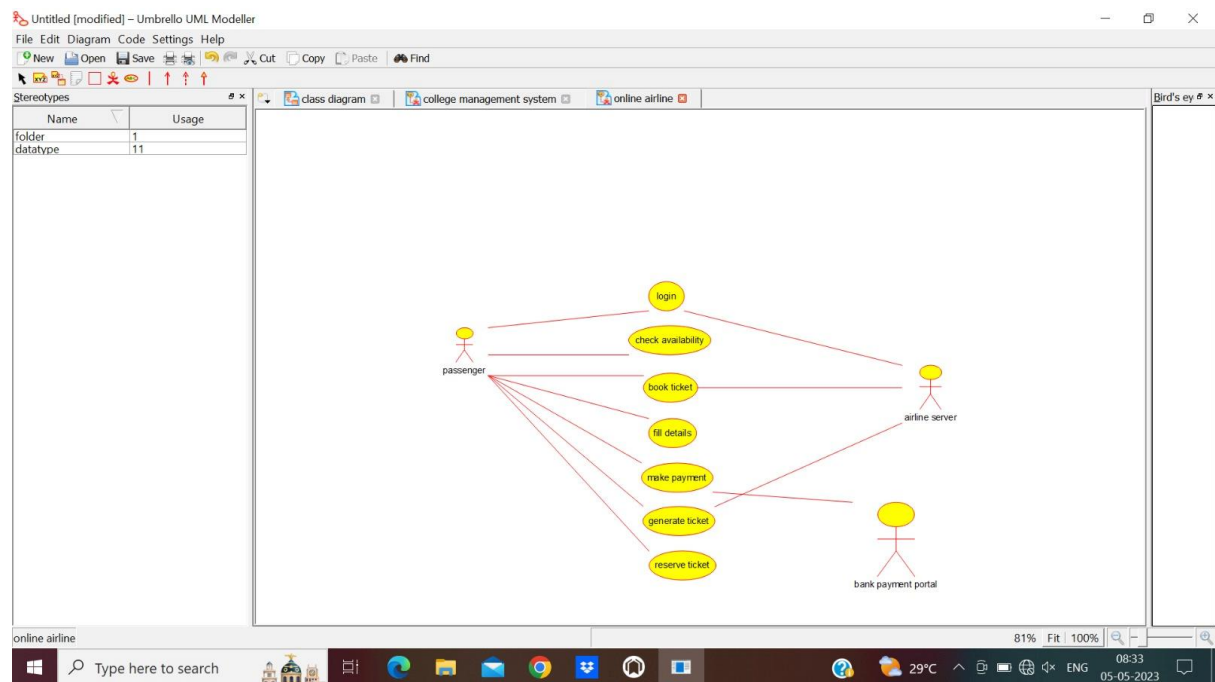 Untitled [modified] – Umbrello UML Modeller
File Edit Diagram Code Settings Help
New Open Save Cut Copy Paste Find
Stereotypes
class diagram college management system online airline
Bird's ey
Name Usage
folder 1
datatype 11
login
check availability
passenger
book ticket
airline server
fill details
make payment
generate ticket
reserve ticket
bank payment portal
online airline
81% Fit 100%
Type here to search
29°C
ENG
08:33
05-05-2023